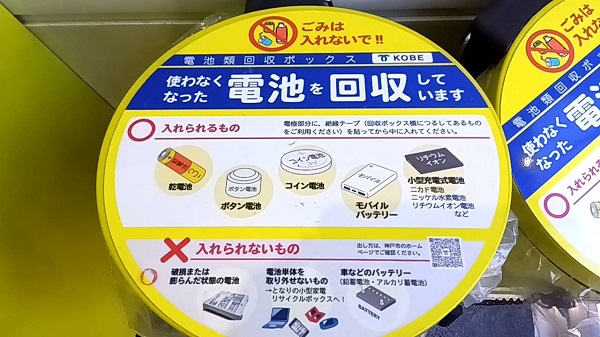 ごみは
入れないで!!
電池類回収ボックス KOBE
使わなく
なった 電池を回収して
います
電極部分に、絶縁テープ(回収ボックス横につるしてあるもの
をご利用ください)を貼ってから中に入れてください。
入れられるもの
乾電池
ボタン電池
ボタン電池
コイン電池
3V
コイン電池
モバイル
モバイル
バッテリー
リチウム
イオン
小型充電式電池
ニカド電池
ニッケル水素電池
リチウムイオン電池
など
入れられないもの
出し方は、神戸市のホーム
ページでご確認ください。
破損または
膨らんだ状態の電池
電池単体を
取り外せないもの
→となりの小型家電
リサイクルボックスへ!
車などのバッテリー
(鉛蓄電池・アルカリ蓄電池)
BATTERY
ごみは
入れない
電池類回収ボ
使わなく
なった 電
入れられる